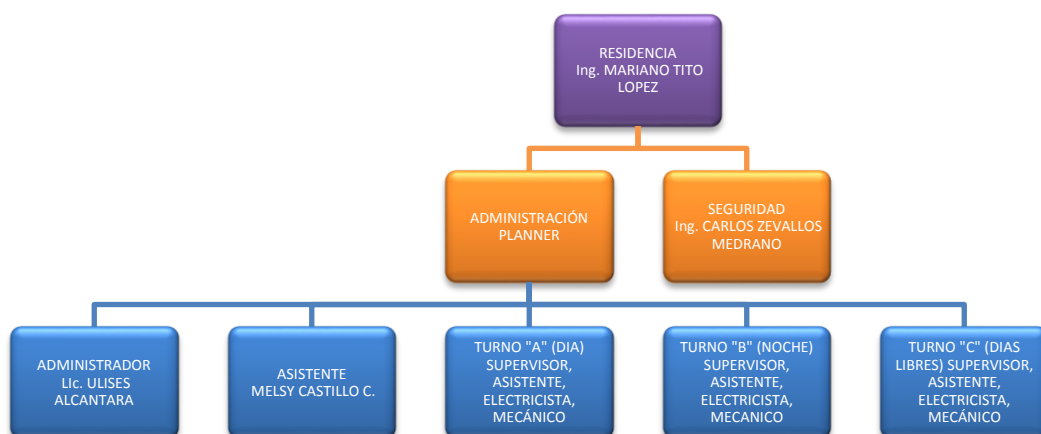 RESIDENCIA
Ing. MARIANO TITO
LOPEZ
ADMINISTRACIÓN
PLANNER
SEGURIDAD
Ing. CARLOS ZEVALLOS
MEDRANO
ADMINISTRADOR
LIc. ULISES
ALCANTARA
ASISTENTE
MELSY CASTILLO C.
TURNO "A" (DIA)
SUPERVISOR,
ASISTENTE,
ELECTRICISTA,
MECÁNICO
TURNO "B" (NOCHE)
SUPERVISOR,
ASISTENTE,
ELECTRICISTA,
MECANICO
TURNO "C" (DIAS
LIBRES) SUPERVISOR,
ASISTENTE,
ELECTRICISTA,
MECÁNICO